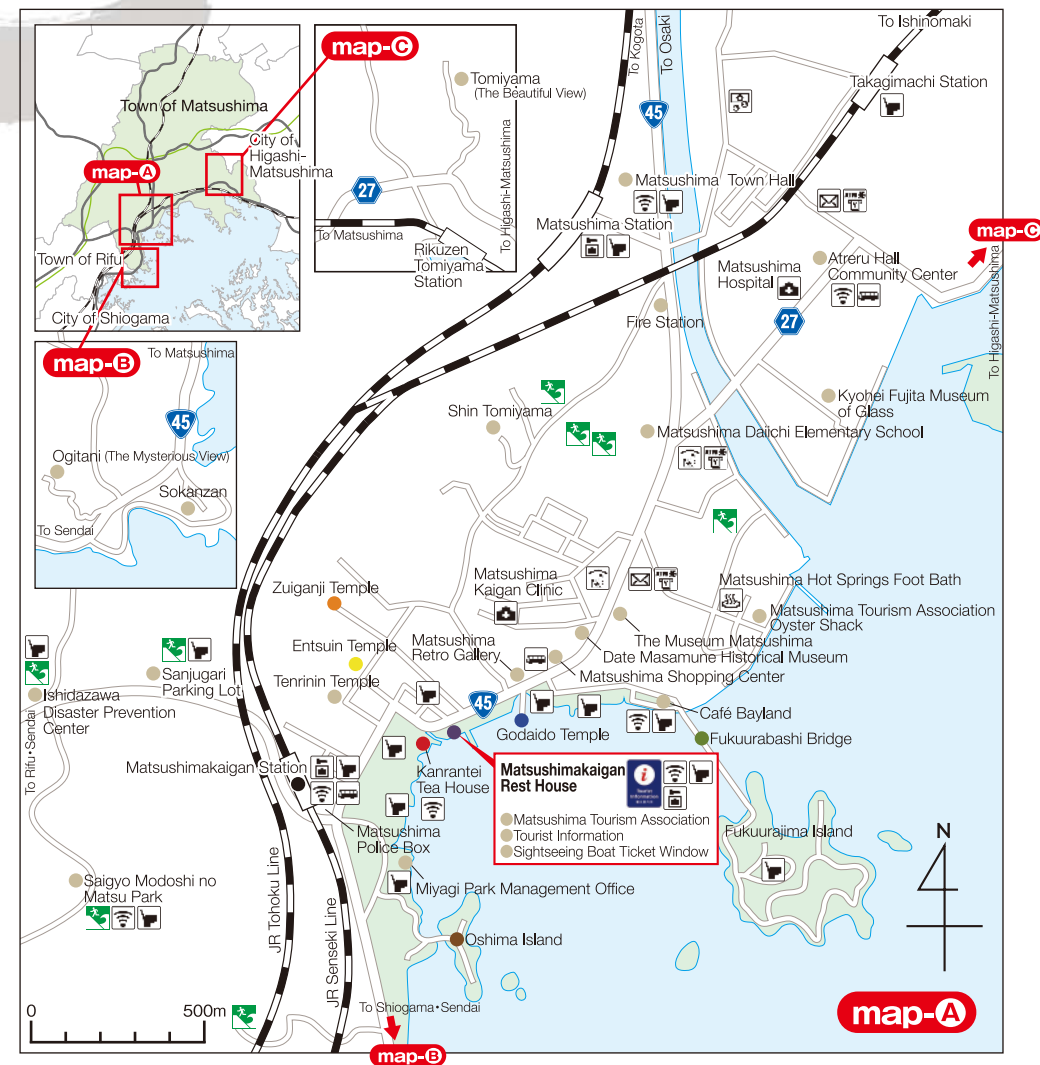 Town of Matsushima
City of
Higashi-
Matsushima
map-A
Town of Rifu
City of Shiogama
map-C
Tomiyama
(The Beautiful View)
27
To Matsushima
Rikuzen
Tomiyama
Station
To Higashi-Matsushima
map-B
To Matsushima
45
Ogitani (The Mysterious View)
Sokanzan
To Sendai
To Kogota
To Osaki
To Ishinomaki
45
Takagimachi Station
Matsushima Town Hall
Matsushima Station
map-C
To Higashi-Matsushima
Atreru Hall
Community Center
Matsushima
Hospital
27
Fire Station
Kyohei Fujita Museum
of Glass
Shin Tomiyama
Matsushima Daiichi Elementary School
Matsushima
Kaigan Clinic
Matsushima Hot Springs Foot Bath
Zuiganji Temple
Matsushima Tourism Association
Oyster Shack
The Museum Matsushima
Entsuin Temple
Matsushima
Retro Gallery
Date Masamune Historical Museum
Matsushima Shopping Center
Sanjugari
Parking Lot
Tenrinin Temple
Ishidazawa
Disaster Prevention
Center
To Rifu・Sendai
45
Café Bayland
Godaido Temple
Fukuurabashi Bridge
Matsushimakaigan Station
Kanrantei
Tea House
Matsushimakaigan
Rest House
i
Tourist
Information
Matsushima Tourism Association
Tourist Information
Sightseeing Boat Ticket Window
Matsushima
Police Box
Fukuurajima Island
N
Saigyo Modoshi no
Matsu Park
Miyagi Park Management Office
JR Tohoku Line
JR Senseki Line
Oshima Island
0
500m
To Shiogama・Sendai
map-B
map-A